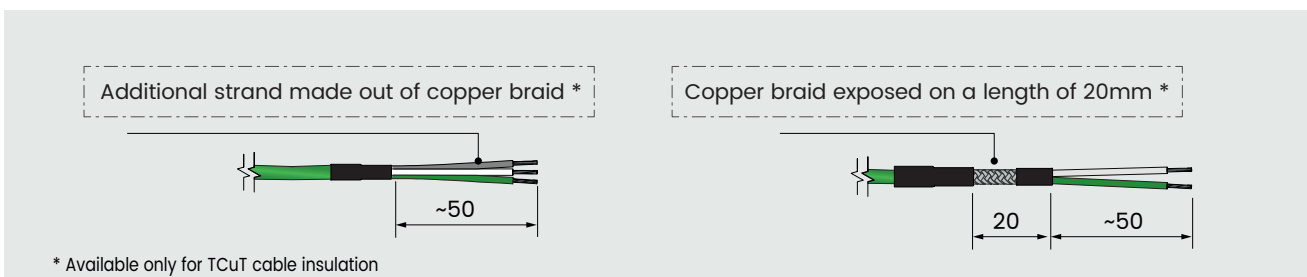 Additional strand made out of copper braid *
Copper braid exposed on a length of 20mm *
~50
20
~50
* Available only for TCuT cable insulation